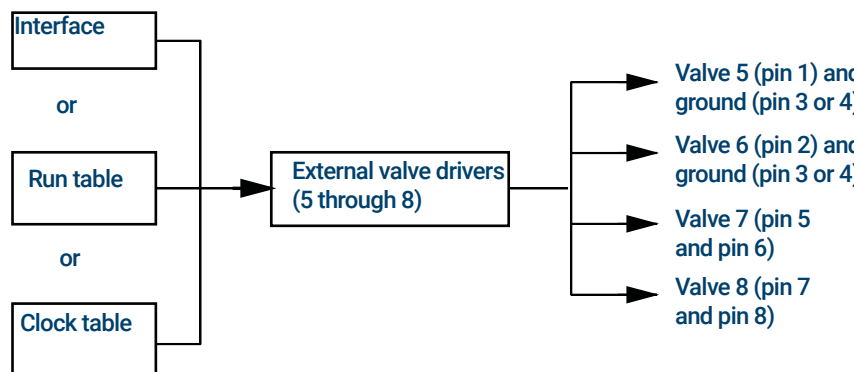 Interface
or
Run table
or
Clock table
External valve drivers
(5 through 8)
Valve 5 (pin 1) and
ground (pin 3 or 4)
Valve 6 (pin 2) and
ground (pin 3 or 4)
Valve 7 (pin 5
and pin 6)
Valve 8 (pin 7
and pin 8)